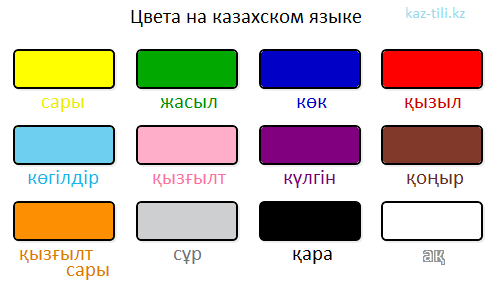 Цвета на казахском языке
kaz-tili.kz
сары
жасыл
көк
қызыл
көгілдір
қызғылт
күлгін
қоңыр
қызғылт
сары
сұр
қара
ақ